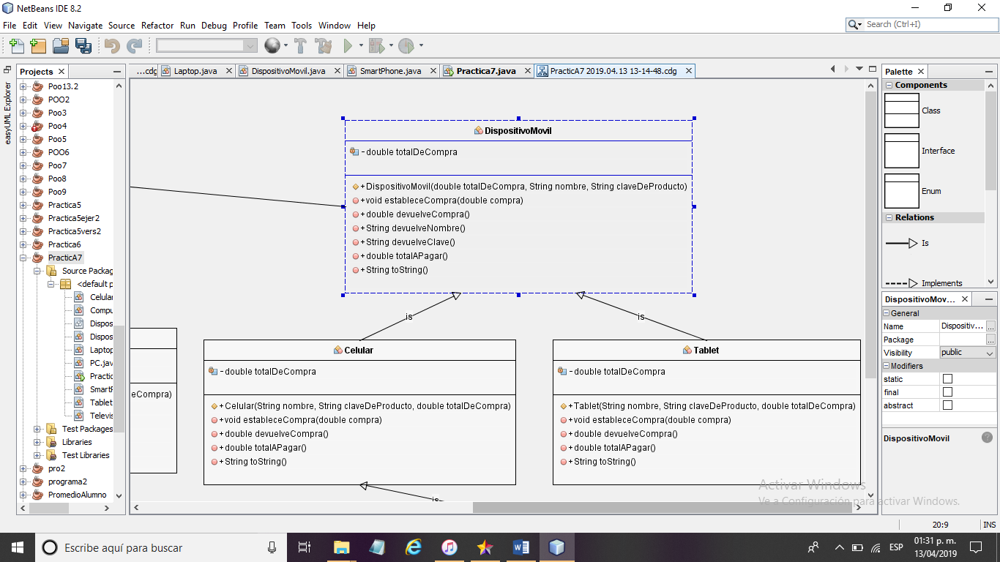 NetBeans IDE 8.2
File Edit View Navigate Source Refactor Run Debug Profile Team Tools Window Help
Search (Ctrl+I)
easyUML Explorer
Projects
Poo13.2
POO2
Poo3
Poo4
Poo5
POO6
Poo7
Poo8
Poo9
Practica5
Practica5ejer2
Practica5vers2
Practica6
PracticA7
Source Packag
<default p
Celular
Compu
Dispos
Dispos
Laptop
PC.jav
Practic
SmartP
Tablet
Televis
Test Packages
Libraries
Test Libraries
pro2
programa2
PromedioAlumno
...cdg Laptop.java DispositivoMovil.java SmartPhone.java Practica7.java PracticA7 2019.04.13 13-14-48.cdg
DispositivoMovil
- double totalDeCompra
+ DispositivoMovil(double totalDeCompra, String nombre, String claveDeProducto)
+ void estableceCompra(double compra)
+ double devuelveCompra()
+ String devuelveNombre()
+ String devuelveClave()
+ double totalAPagar()
+ String toString()
is
is
eCompra)
Celular
- double totalDeCompra
+ Celular(String nombre, String claveDeProducto, double totalDeCompra)
+ void estableceCompra(double compra)
+ double devuelveCompra()
+ double totalAPagar()
+ String toString()
is
Tablet
- double totalDeCompra
+ Tablet(String nombre, String claveDeProducto, double totalDeCompra)
+ void estableceCompra(double compra)
+ double devuelveCompra()
+ double totalAPagar()
+ String toString()
Palette
Components
Class
Interface
Enum
Relations
Is
Implements
DispositivoMov...
General
Name Dispositiv... ...
Package ...
Visibility public
Modifiers
static
final
abstract
DispositivoMovil
Activar Windows
Ve a Configuración para activar Windows.
20:9 INS
Escribe aquí para buscar
ESP
01:31 p. m.
13/04/2019